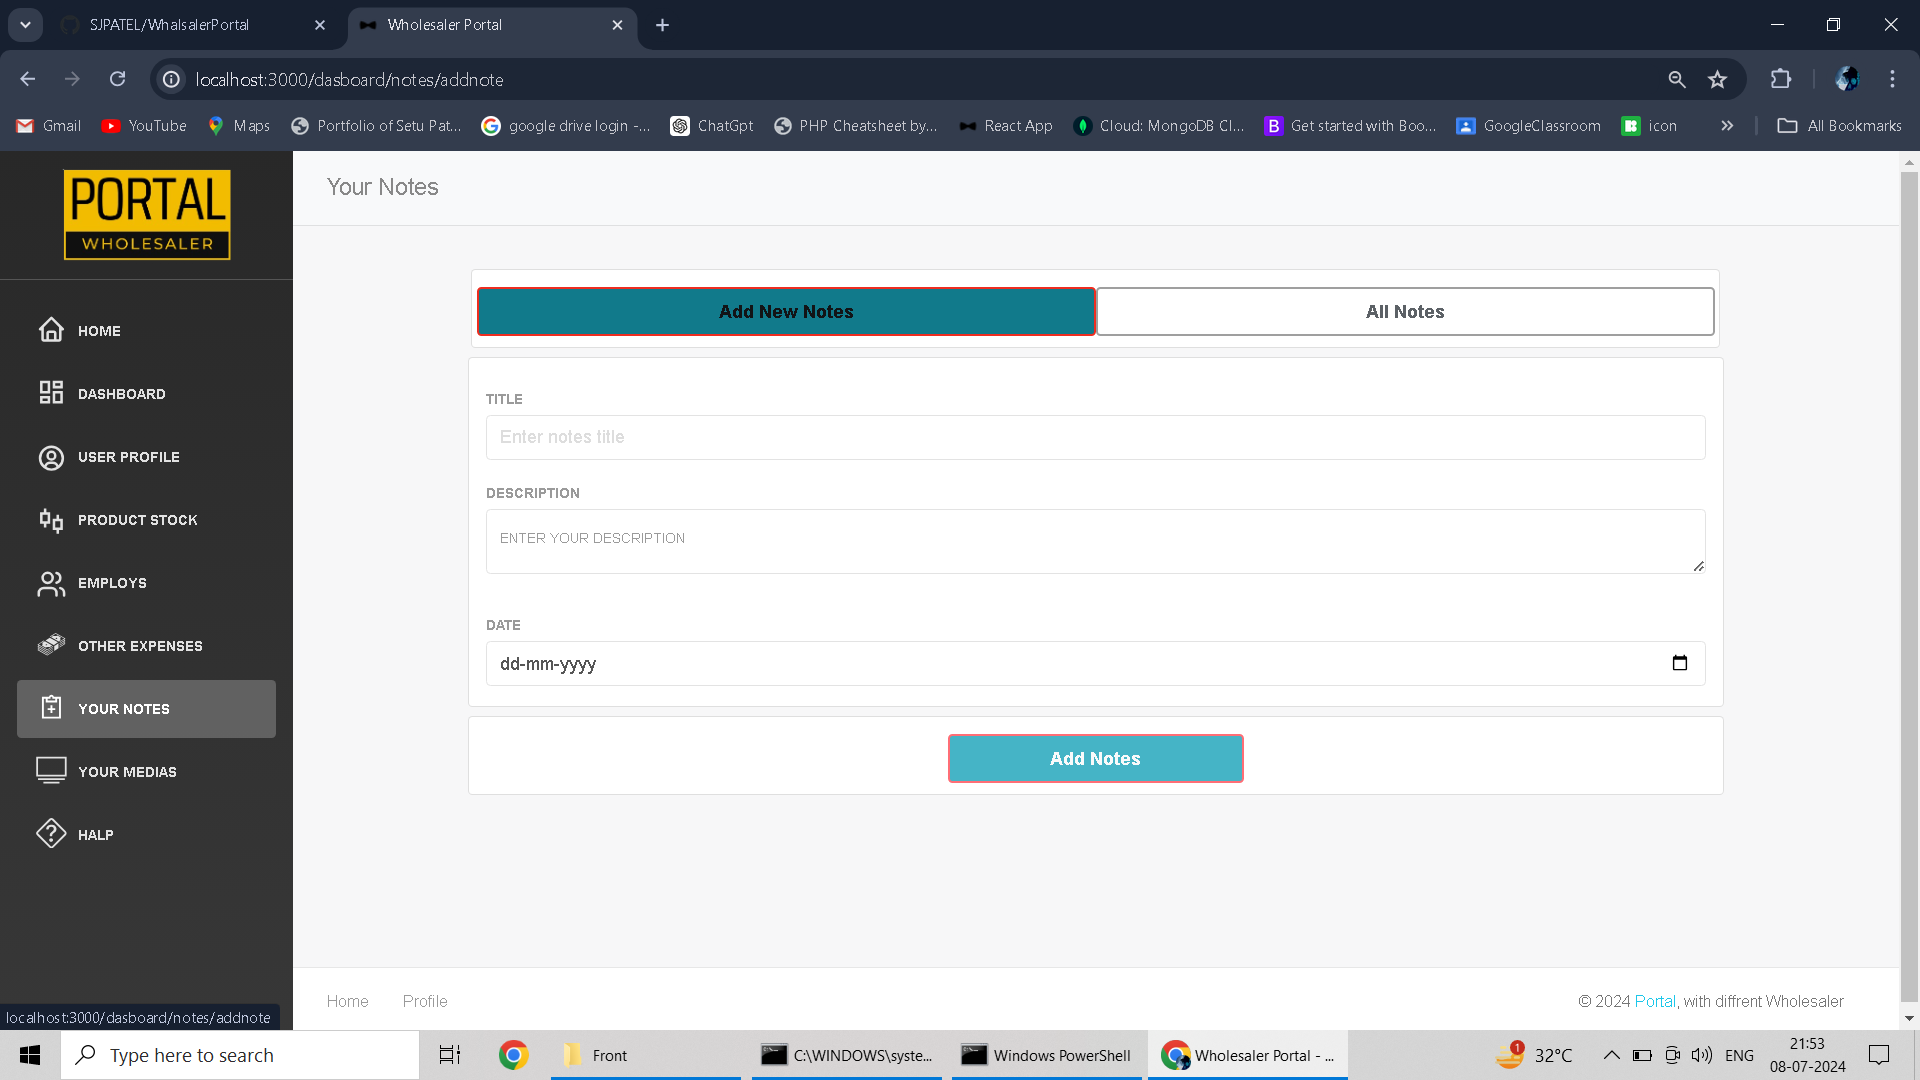 SJPATEL/WhalsalerPortal
Wholesaler Portal
localhost:3000/dasboard/notes/addnote
Gmail
YouTube
Maps
Portfolio of Setu Pat...
google drive login -...
ChatGpt
PHP Cheatsheet by...
React App
Cloud: MongoDB Cl...
Get started with Boo...
GoogleClassroom
icon
All Bookmarks
PORTAL
WHOLESALER
Your Notes
HOME
DASHBOARD
USER PROFILE
PRODUCT STOCK
EMPLOYS
OTHER EXPENSES
YOUR NOTES
YOUR MEDIAS
HALP
Add New Notes
All Notes
TITLE
Enter notes title
DESCRIPTION
ENTER YOUR DESCRIPTION
DATE
dd-mm-yyyy
Add Notes
Home
Profile
© 2024 Portal, with diffrent Wholesaler
localhost:3000/dasboard/notes/addnote
Type here to search
Front
C:\WINDOWS\syste...
Windows PowerShell
Wholesaler Portal - ...
1
32°C
ENG
21:53
08-07-2024